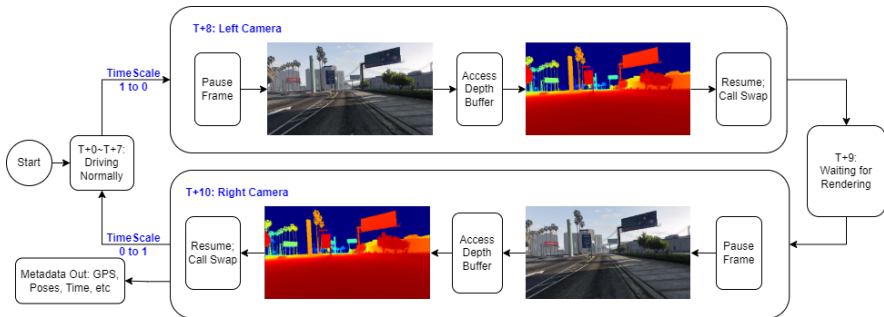 T+8: Left Camera
TimeScale
1 to 0
Pause
Frame
Access
Depth
Buffer
Resume;
Call Swap
Start
T+0~T+7:
Driving
Normally
T+9:
Waiting for
Rendering
T+10: Right Camera
TimeScale
0 to 1
Resume;
Call Swap
Access
Depth
Buffer
Pause
Frame
Metadata Out: GPS,
Poses, Time, etc